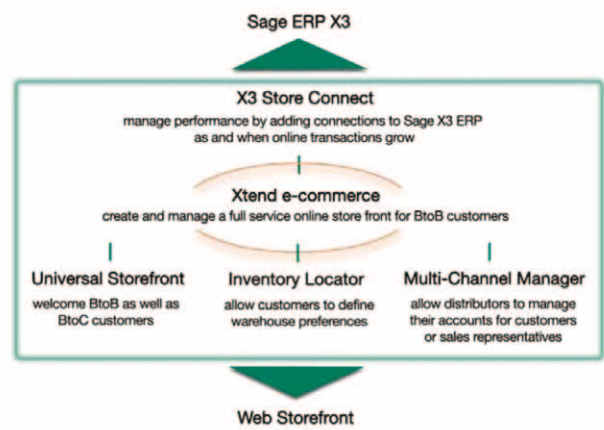 Sage ERP X3
X3 Store Connect
manage performance by adding connections to Sage X3 ERP
as and when online transactions grow
Xtend e-commerce
create and manage a full service online store front for BtoB customers
Universal Storefront
welcome BtoB as well as
BtoC customers
Inventory Locator
allow customers to define
warehouse preferences
Multi-Channel Manager
allow distributors to manage
their accounts for customers
or sales representatives
Web Storefront